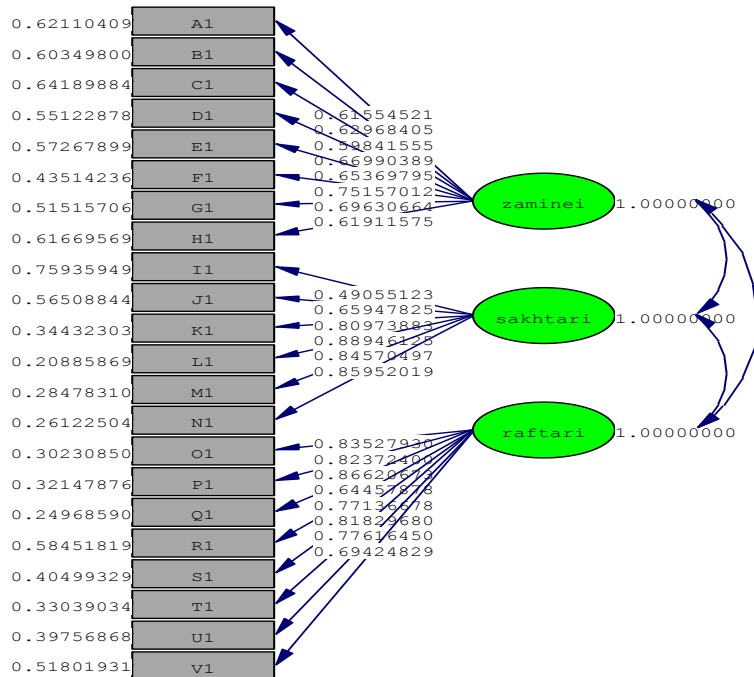 0.62110409 A1
0.60349800 B1
0.64189884 C1
0.55122878 D1
0.57267899 E1
0.43514236 F1
0.51515706 G1
0.61669569 H1
0.75935949 I1
0.56508844 J1
0.34432303 K1
0.20885869 L1
0.28478310 M1
0.26122504 N1
0.30230850 O1
0.32147876 P1
0.24968590 Q1
0.58451819 R1
0.40499329 S1
0.33039034 T1
0.39756868 U1
0.51801931 V1
0.61554521
0.62968405
0.59841555
0.66990389
0.65369795
0.75157012
0.69630664
0.61911575
0.49055123
0.65947825
0.80973883
0.88946125
0.84570497
0.85952019
0.83527930
0.82372400
0.86620673
0.64457878
0.77136678
0.81829680
0.77616450
0.69424829
zaminei 1.00000000
sakhtari 1.00000000
raftari 1.00000000